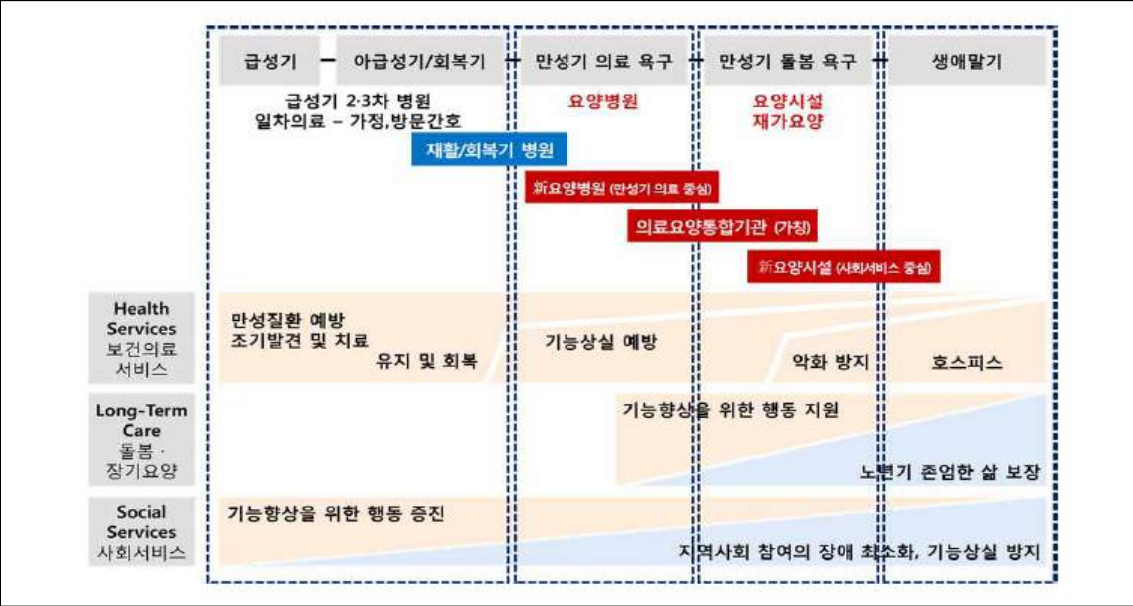 급성기
아급성기/회복기
만성기 의료 욕구
만성기 돌봄 욕구
생애말기
급성기 2·3차 병원
일차의료 – 가정,방문간호
요양병원
요양시설
재가요양
재활/회복기 병원
新요양병원 (만성기 의료 중심)
의료요양통합기관 (가칭)
新요양시설 (사회서비스 중심)
Health
Services
보건의료
서비스
만성질환 예방
조기발견 및 치료
유지 및 회복
기능상실 예방
악화 방지
호스피스
Long-Term
Care
돌봄·
장기요양
기능향상을 위한 행동 지원
노년기 존엄한 삶 보장
Social
Services
사회서비스
기능향상을 위한 행동 증진
지역사회 참여의 장애 최소화, 기능상실 방지